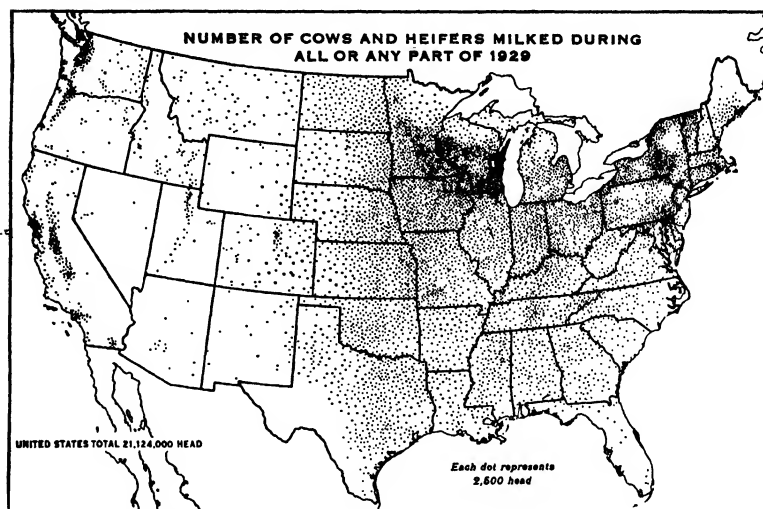 NUMBER OF COWS AND HEIFERS MILKED DURING
ALL OR ANY PART OF 1929
UNITED STATES TOTAL 21,124,000 HEAD
Each dot represents
2,500 head